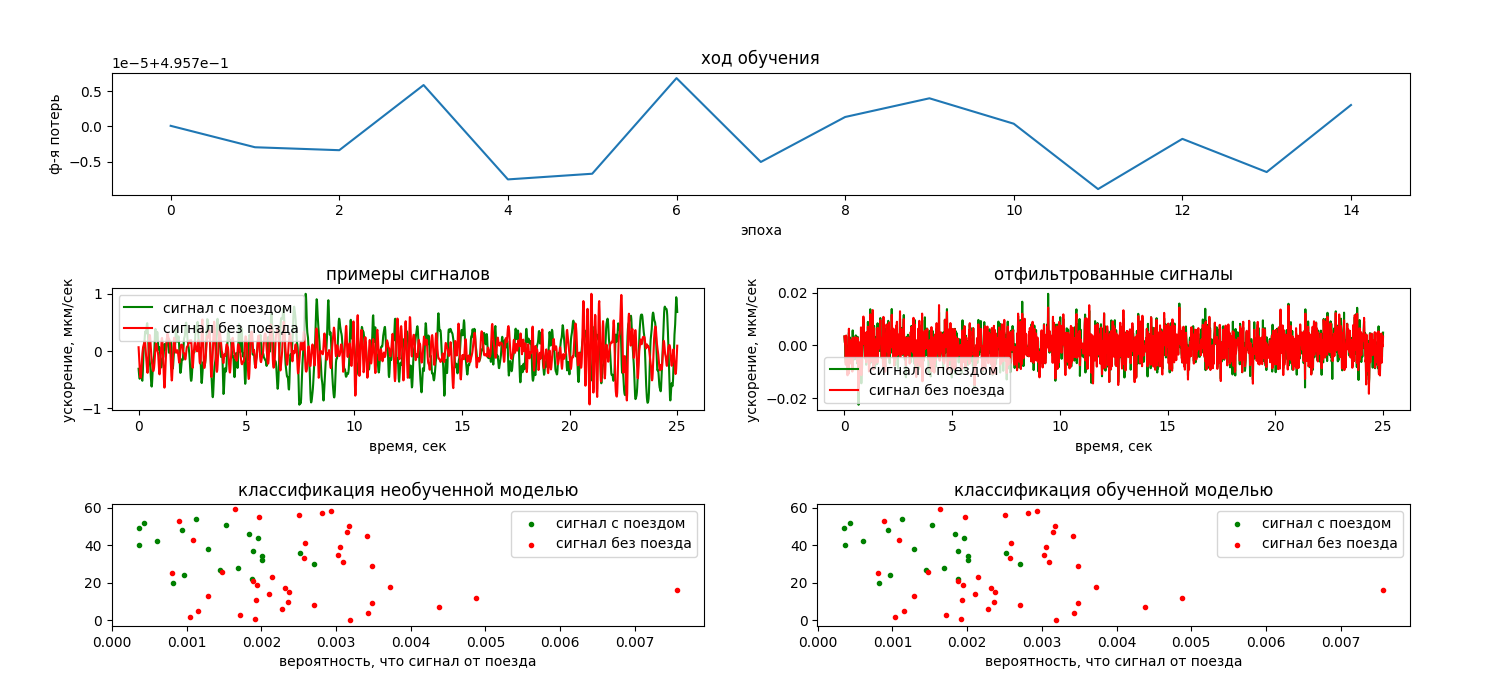 ход обучения
1e−5+4.957e−1
ф-я потерь
0.5
0.0
−0.5
0 2 4 6 8 10 12 14
эпоха
примеры сигналов
ускорение, мкм/сек
1
0
−1
сигнал с поездом
сигнал без поезда
0 5 10 15 20 25
время, сек
отфильтрованные сигналы
ускорение, мкм/сек
0.02
0.00
−0.02
сигнал с поездом
сигнал без поезда
0 5 10 15 20 25
время, сек
классификация необученной моделью
60
40
20
0
сигнал с поездом
сигнал без поезда
0.000 0.001 0.002 0.003 0.004 0.005 0.006 0.007
вероятность, что сигнал от поезда
классификация обученной моделью
60
40
20
0
сигнал с поездом
сигнал без поезда
0.000 0.001 0.002 0.003 0.004 0.005 0.006 0.007
вероятность, что сигнал от поезда